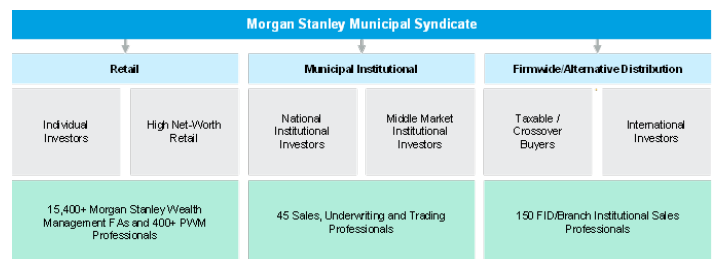 Morgan Stanley Municipal Syndicate
Retail
Municipal Institutional
Firmwide/Alternative Distribution
Individual
Investors
High Net-Worth
Retail
National
Institutional
Investors
Middle Market
Institutional
Investors
Taxable /
Crossover
Buyers
International
Investors
15,400+ Morgan Stanley Wealth
Management FAs and 400+ PWM
Professionals
45 Sales, Underwriting and Trading
Professionals
150 FID/Branch Institutional Sales
Professionals